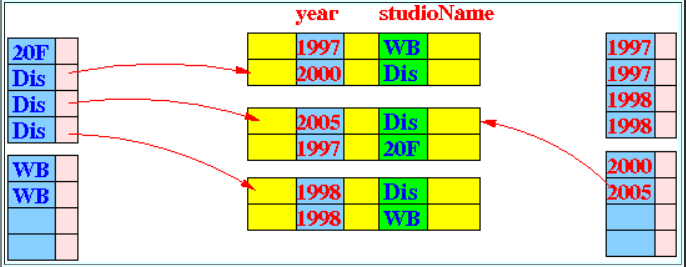 year studioName
20F
Dis
Dis
Dis
WB
WB
1997 WB
2000 Dis
2005 Dis
1997 20F
1998 Dis
1998 WB
1997
1997
1998
1998
2000
2005